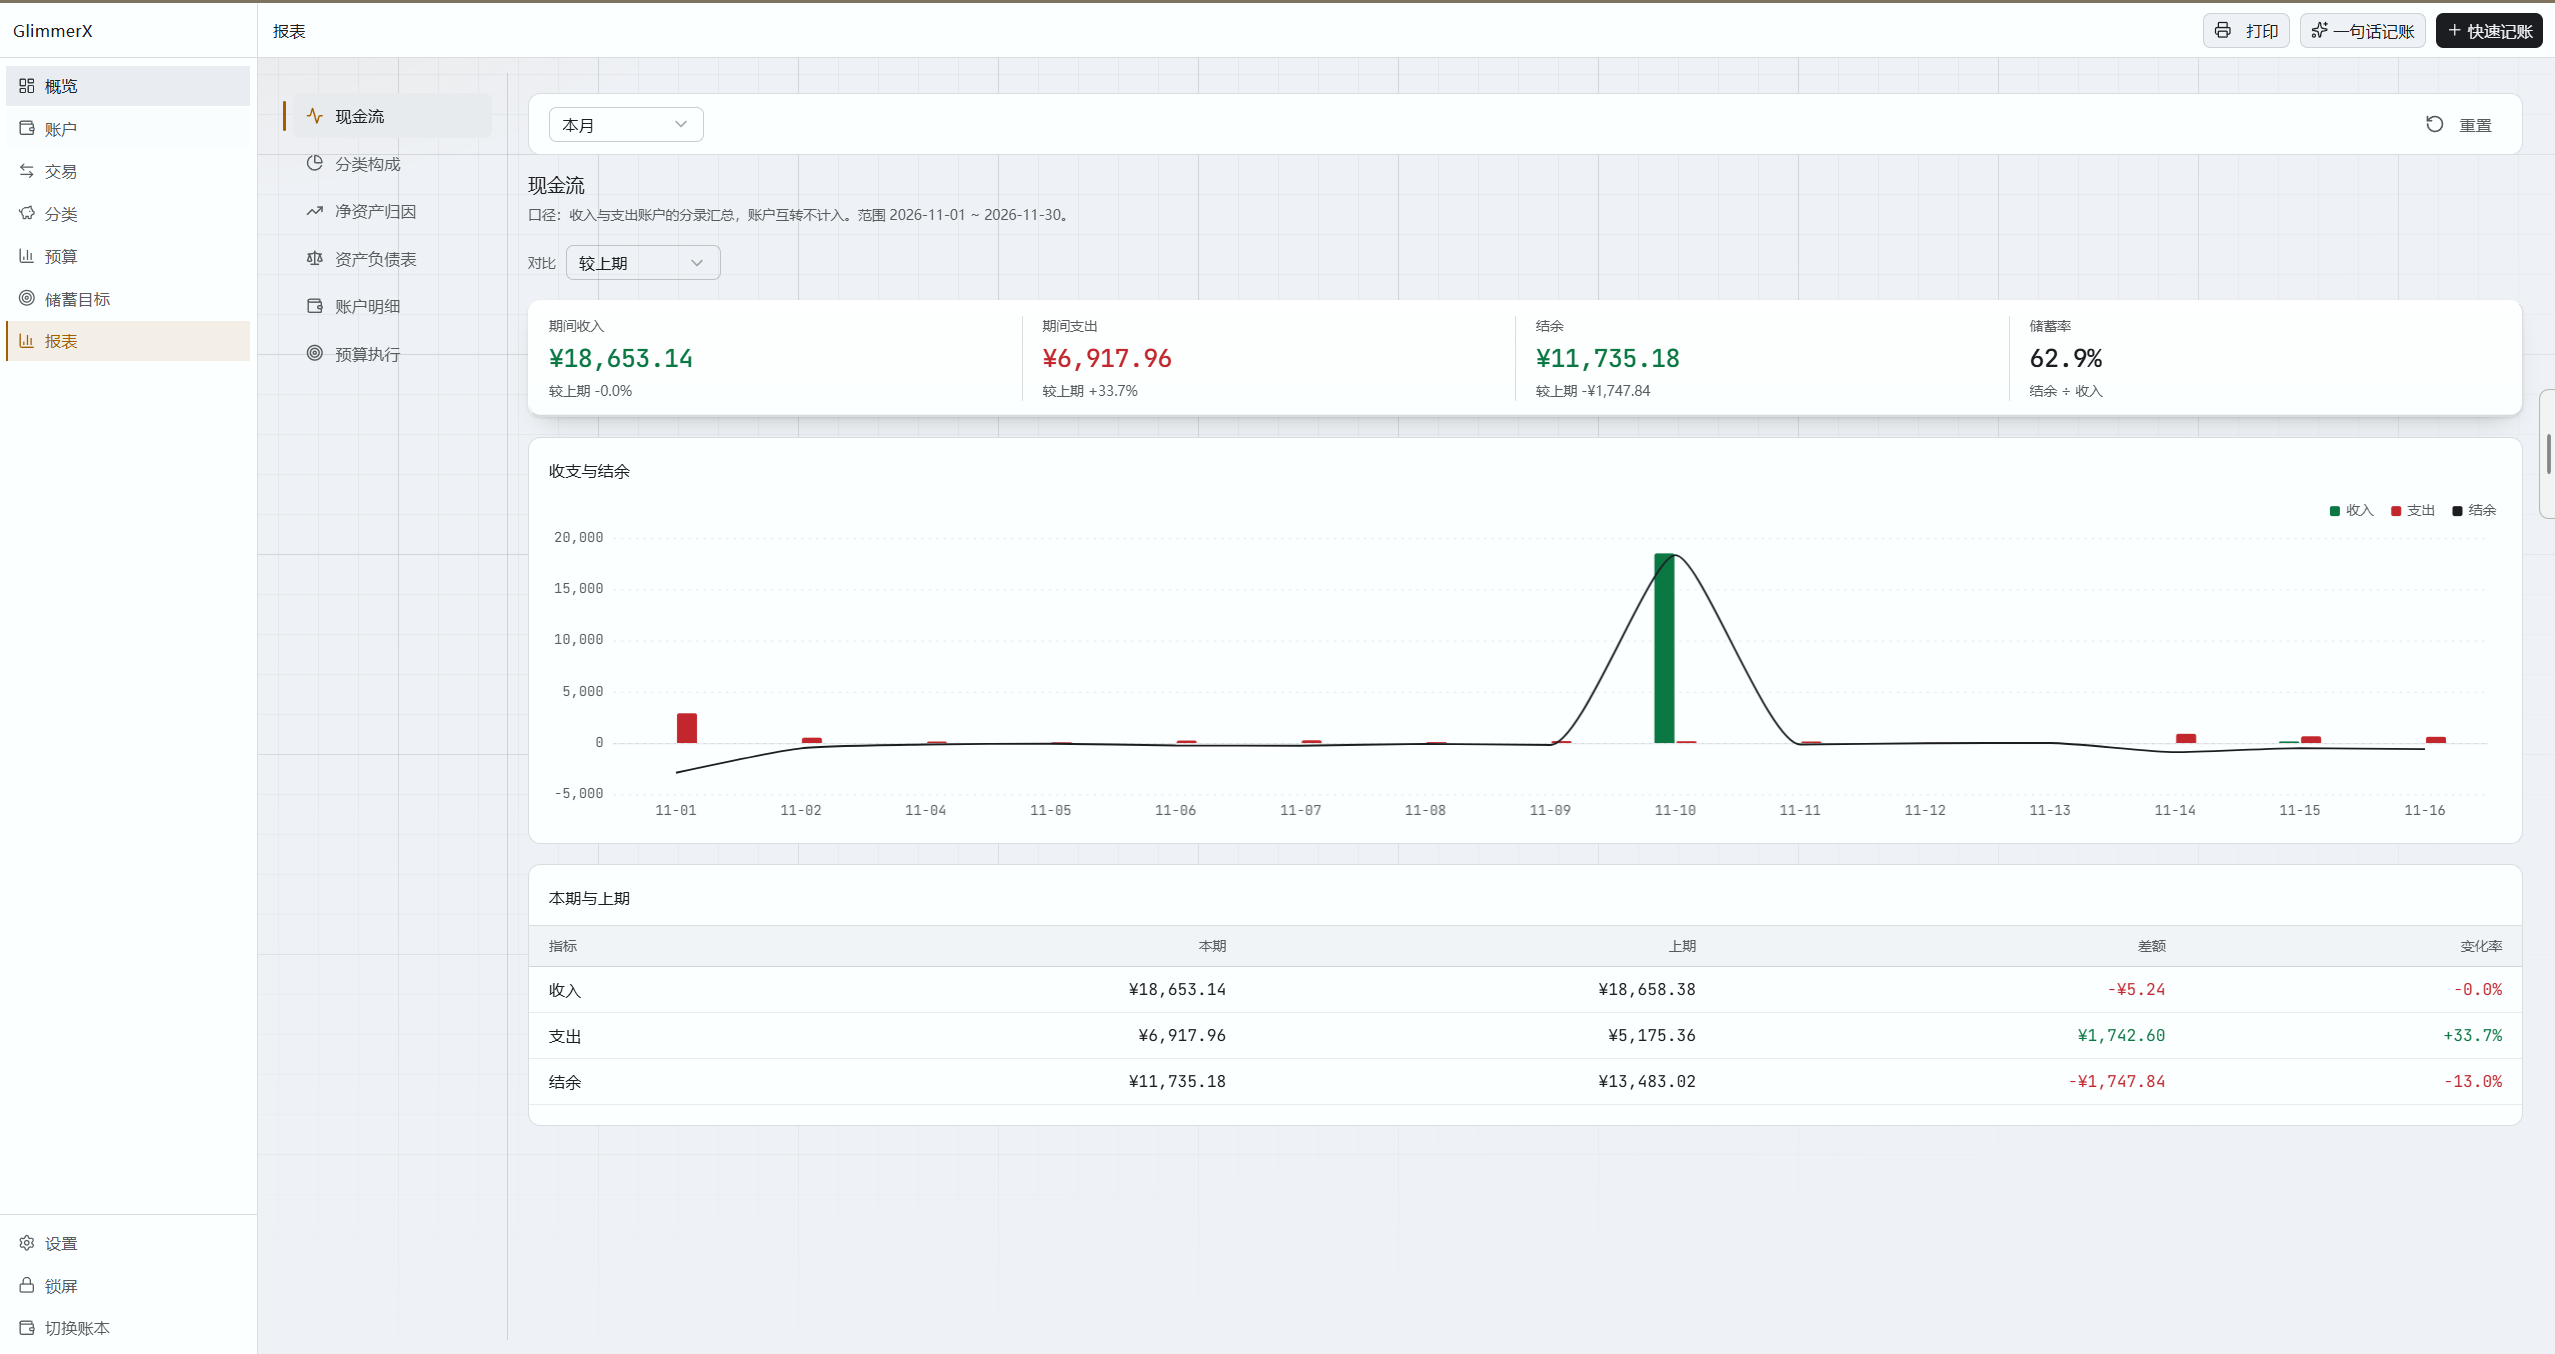 GlimmerX
报表
打印
一句话记账
快速记账
概览
账户
交易
分类
预算
储蓄目标
报表
设置
锁屏
切换账本
现金流
分类构成
净资产归因
资产负债表
账户明细
预算执行
本月
重置
现金流
口径：收入与支出账户的分录汇总，账户互转不计入。范围 2026-11-01 ~ 2026-11-30。
对比 较上期
期间收入 期间支出 结余 储蓄率
¥18,653.14 ¥6,917.96 ¥11,735.18 62.9%
较上期 -0.0% 较上期 +33.7% 较上期 -¥1,747.84 结余 ÷ 收入
收支与结余
收入 支出 结余
20,000
15,000
10,000
5,000
0
-5,000
11-01 11-02 11-04 11-05 11-06 11-07 11-08 11-09 11-10 11-11 11-12 11-13 11-14 11-15 11-16
本期与上期
指标 本期 上期 差额 变化率
收入 ¥18,653.14 ¥18,658.38 -¥5.24 -0.0%
支出 ¥6,917.96 ¥5,175.36 ¥1,742.60 +33.7%
结余 ¥11,735.18 ¥13,483.02 -¥1,747.84 -13.0%